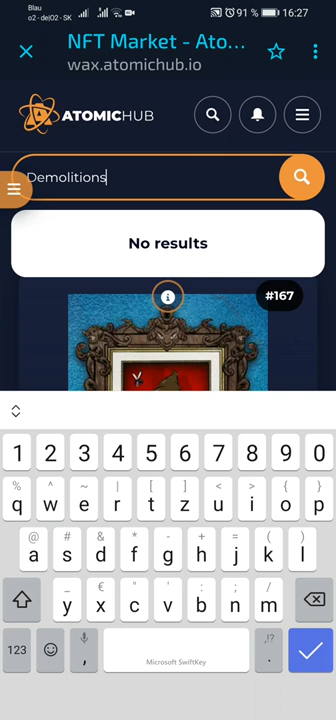 Blau
o2 - de|O2 - SK
91 %
16:27
NFT Market - Ato...
wax.atomichub.io
ATOMICHUB
Demolitions
No results
#167
1 2 3 4 5 6 7 8 9 0
% ^ ~ | [ ] < > { }
q w e r t z u i o p
@ # & * - + = ( )
a s d f g h j k l
_ € " ' : ; /
y x c v b n m
123 , Microsoft SwiftKey ,!? .